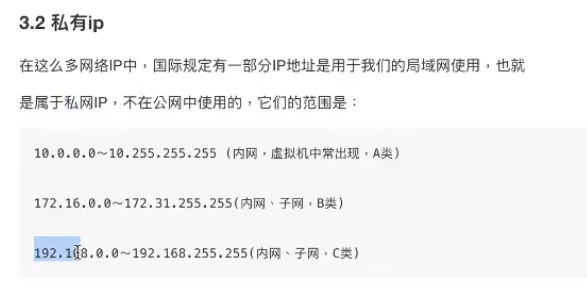 3.2 私有ip
在这么多网络IP中，国际规定有一部分IP地址是用于我们的局域网使用，也就
是属于私网IP，不在公网中使用的，它们的范围是：
10.0.0.0～10.255.255.255 (内网，虚拟机中常出现，A类)
172.16.0.0～172.31.255.255(内网、子网，B类)
192.168.0.0～192.168.255.255(内网、子网，C类)